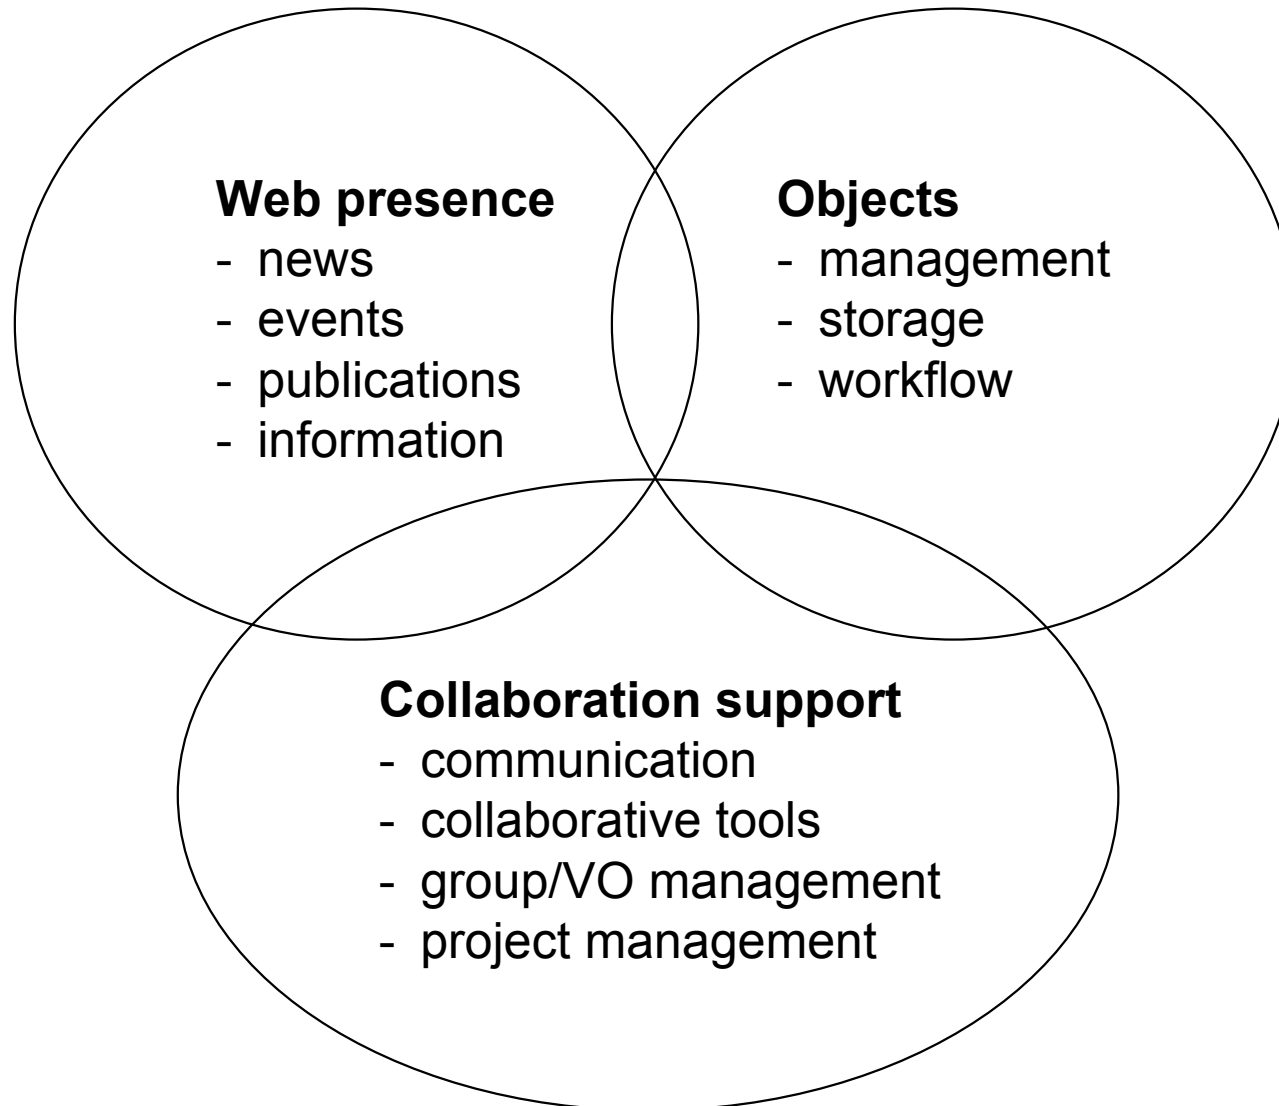 Web presence
- news
- events
- publications
- information
Objects
- management
- storage
- workflow
Collaboration support
- communication
- collaborative tools
- group/VO management
- project management